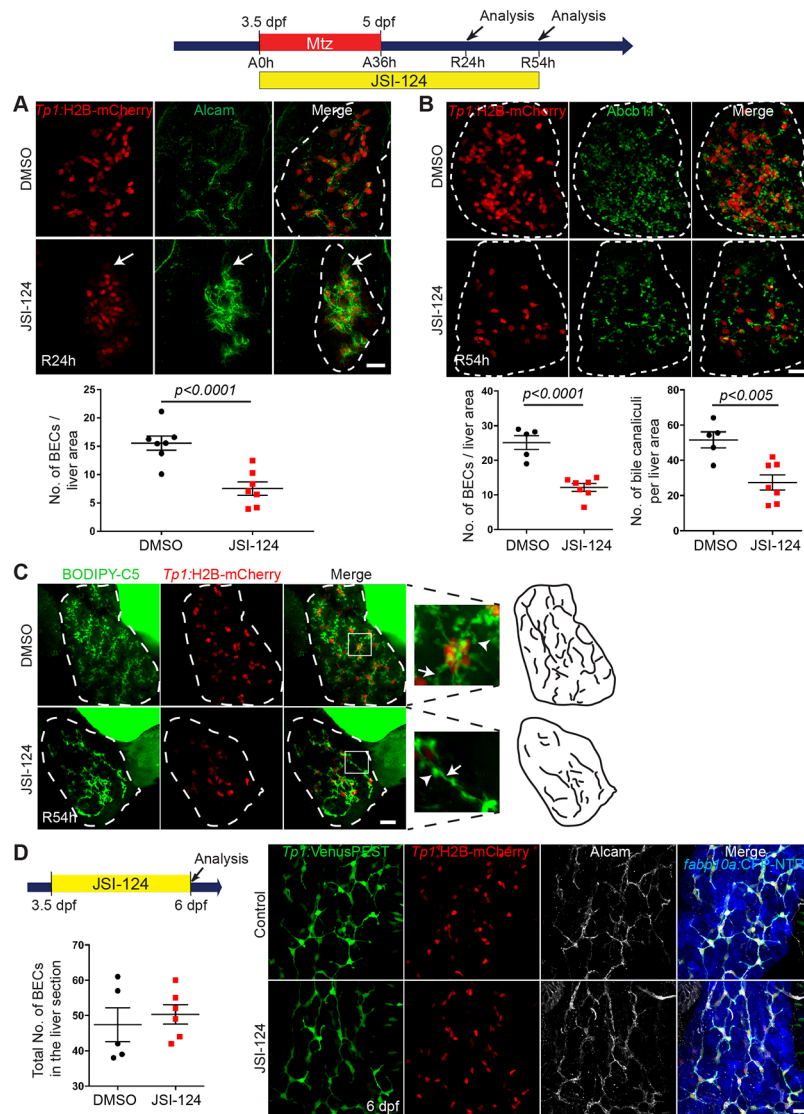 3.5 dpf
5 dpf
Analysis
Analysis
Mtz
A0h
A36h
R24h
R54h
JSI-124
A
Tp1:H2B-mCherry
Alcam
Merge
DMSO
JSI-124
R24h
p<0.0001
No. of BECs /
liver area
25
20
15
10
5
0
DMSO
JSI-124
B
Tp1:H2B-mCherry
Abcb11
Merge
DMSO
JSI-124
R54h
p<0.0001
No. of BECs / liver area
40
30
20
10
0
DMSO
JSI-124
p<0.005
No. of bile canaliculi
per liver area
80
60
40
20
0
DMSO
JSI-124
C
BODIPY-C5
Tp1:H2B-mCherry
Merge
DMSO
JSI-124
R54h
D
Analysis
JSI-124
3.5 dpf
6 dpf
Total No. of BECs
in the liver section
70
60
50
40
30
DMSO
JSI-124
Tp1:VenusPEST
Tp1:H2B-mCherry
Alcam
Merge
fabp10a:CFP-NTR
Control
JSI-124
6 dpf